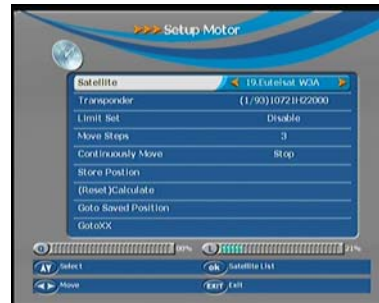 >>> Setup Motor
Satellite 19.Eutelsat W3A
Transponder (1/93)10721H22000
Limit Set Disable
Move Steps 3
Continuously Move Stop
Store Postion
(Reset)Calculate
Goto Saved Position
GotoXX
Q 00% L 21%
Select ok Satellite List
Move EXIT Exit